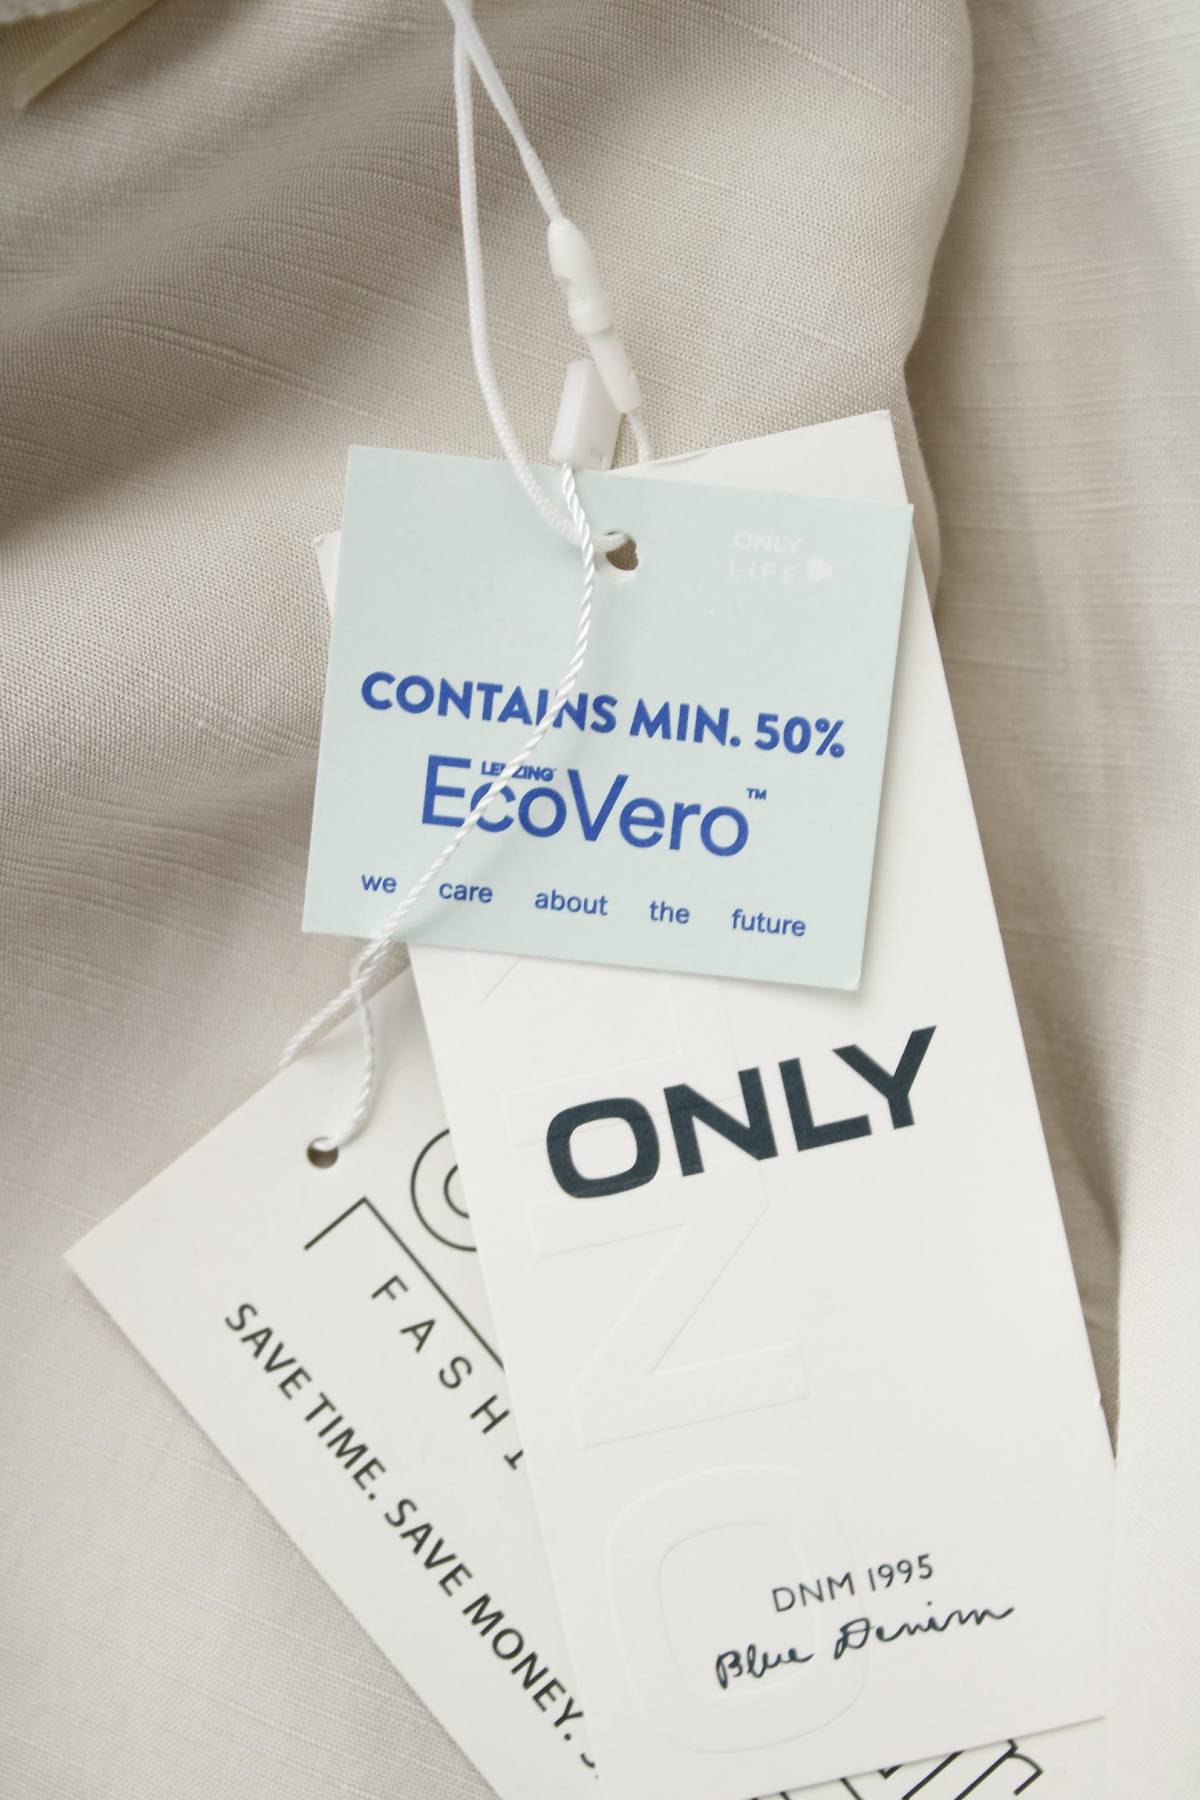 ONLY
LIFE
CONTAINS MIN. 50%
LENZING
EcoVero™
we care about the future
ONLY
DNM 1995
Blue Denim
SAVE TIME. SAVE MONEY.